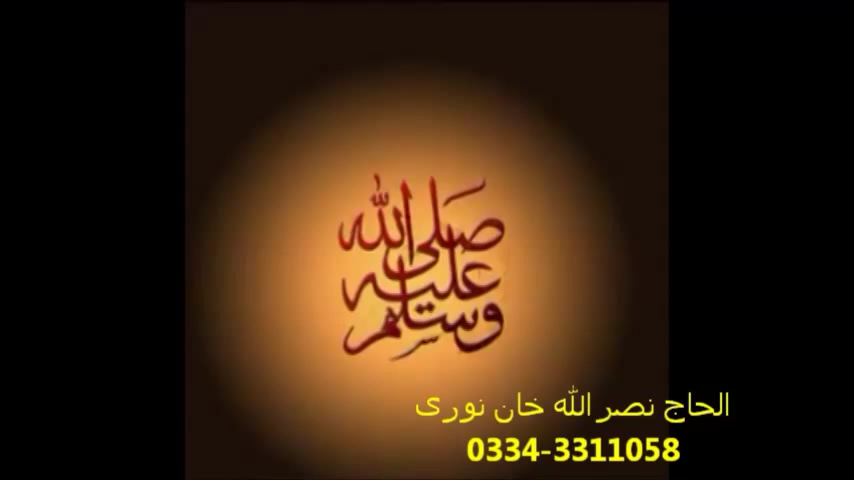 صلى الله
عليه
وسلم
الحاج نصر الله خان نوری
0334-3311058